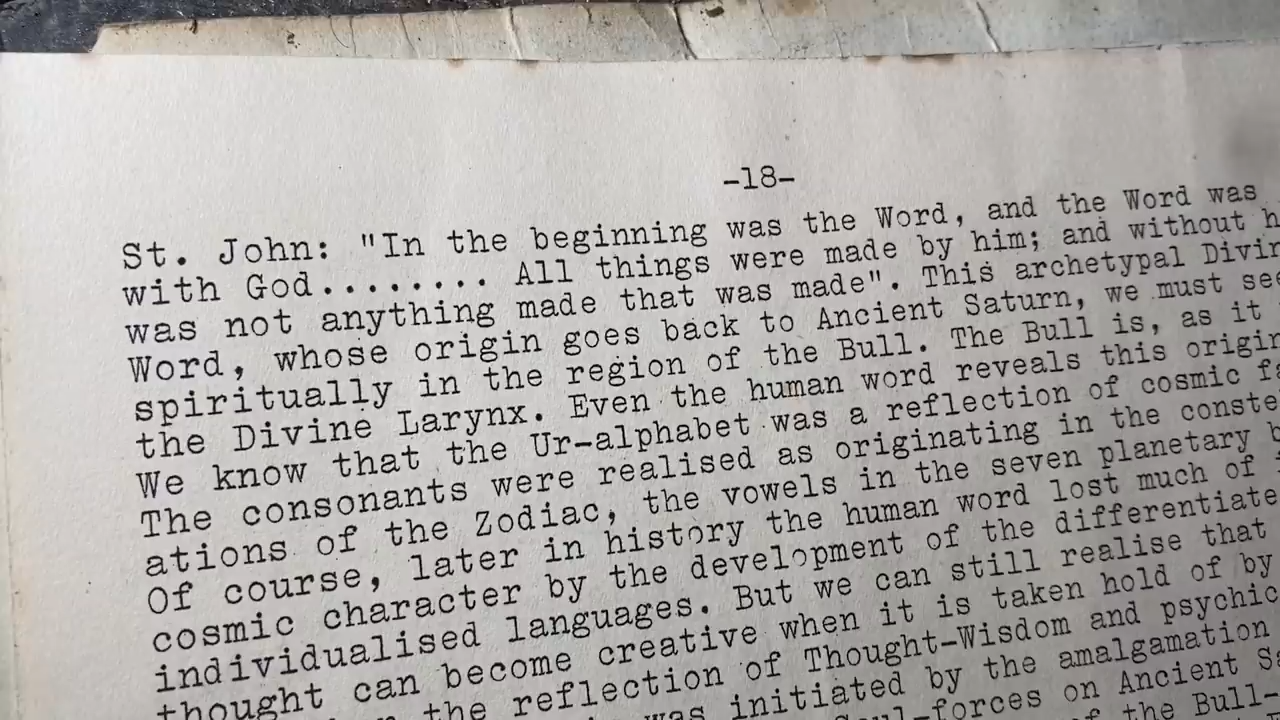 -18-
St. John: "In the beginning was the Word, and the Word was
with God........ All things were made by him; and without
was not anything made that was made". This archetypal
Word, whose origin goes back to Ancient Saturn, we must
spiritually in the region of the Bull. The Bull is, as it
the Divine Larynx. Even the human word reveals this
We know that the Ur-alphabet was a reflection of cosmic
The consonants were realised as originating in the
ations of the Zodiac, the vowels in the seven planetary
Of course, later in history the human word lost much of
cosmic character by the development of the
individualised languages. But we can still realise that
thought can become creative when it is taken hold of by
the reflection of Thought-Wisdom and psychic
was initiated by the amalgamation
Soul-forces on Ancient
of the Bull-